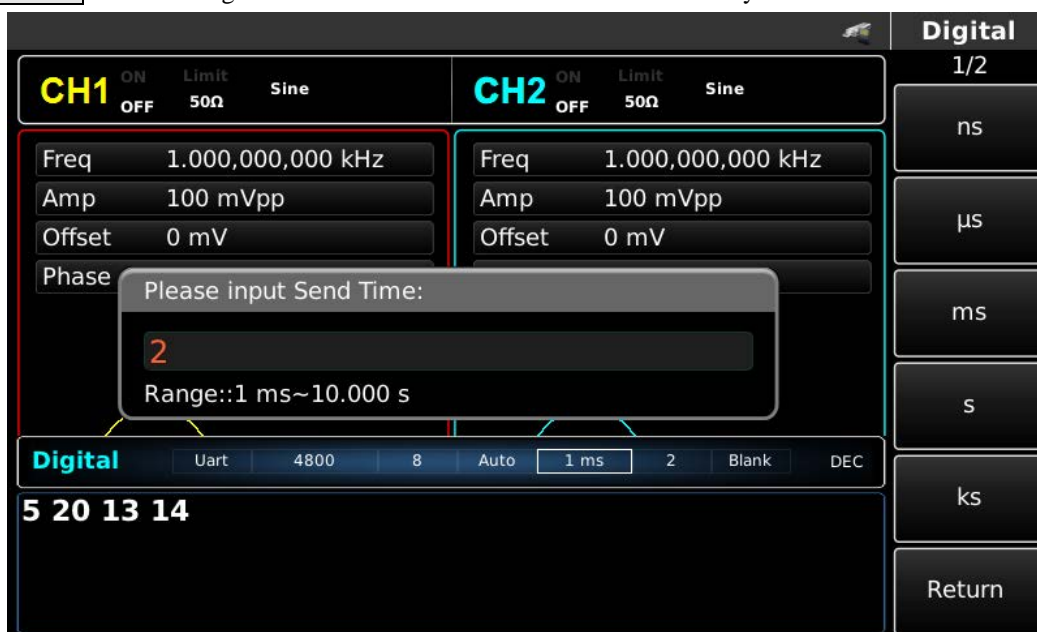 Digital
1/2
CH1 ON OFF Limit 50Ω Sine
CH2 ON OFF Limit 50Ω Sine
Freq 1.000,000,000 kHz
Amp 100 mVpp
Offset 0 mV
Phase
Freq 1.000,000,000 kHz
Amp 100 mVpp
Offset 0 mV
Please input Send Time:
2
Range::1 ms~10.000 s
Digital Uart 4800 8 Auto 1 ms 2 Blank DEC
5 20 13 14
ns
µs
ms
s
ks
Return